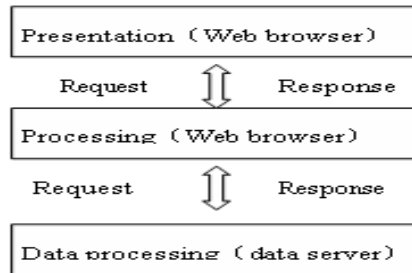 Presentation (Web browser)
Request Response
Processing (Web browser)
Request Response
Data processing (data server)